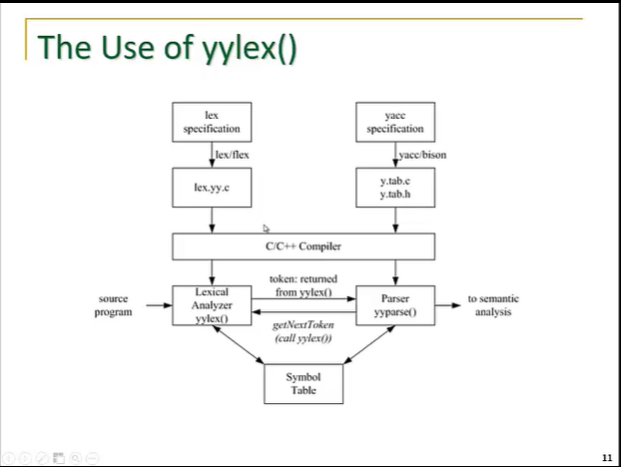 The Use of yylex()
lex
specification
yacc
specification
lex/flex
yacc/bison
lex.yy.c
y.tab.c
y.tab.h
C/C++ Compiler
token: returned
from yylex()
source
program
Lexical
Analyzer
yylex()
Parser
yyparse()
to semantic
analysis
getNextToken
(call yylex())
Symbol
Table
11